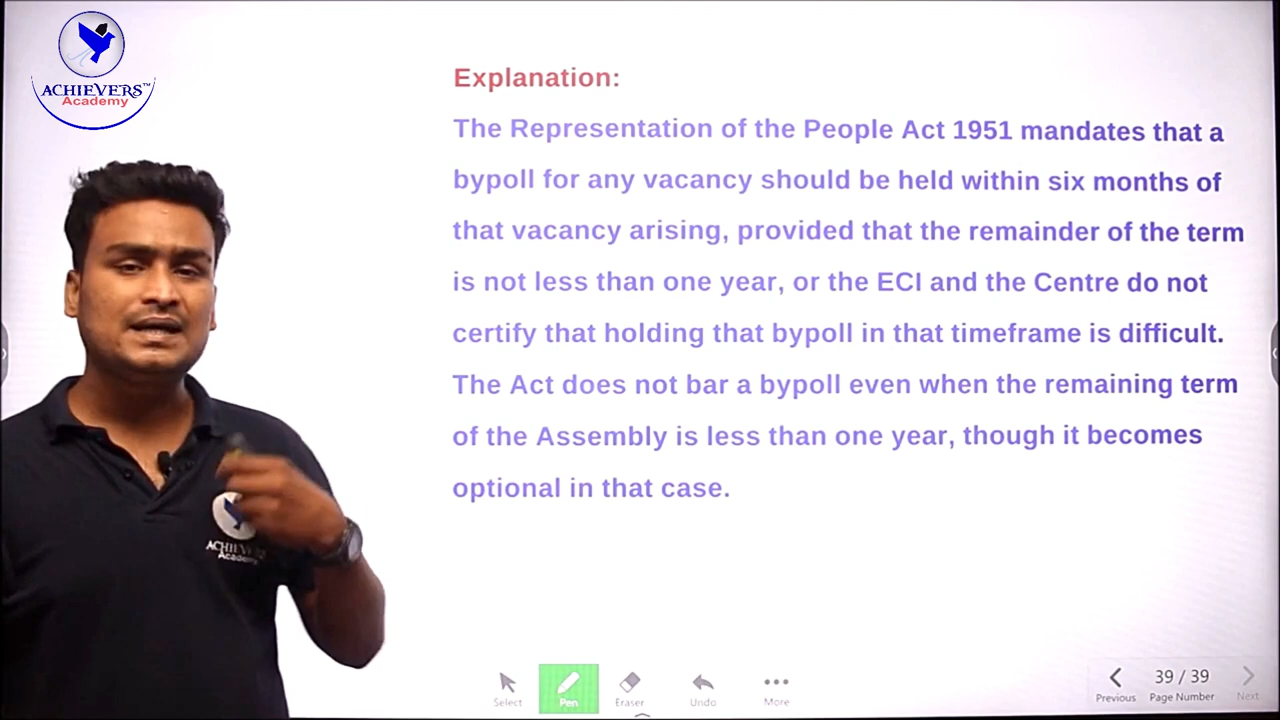 ACHIEVERS™
Academy
Explanation:
The Representation of the People Act 1951 mandates that a
bypoll for any vacancy should be held within six months of
that vacancy arising, provided that the remainder of the term
is not less than one year, or the ECI and the Centre do not
certify that holding that bypoll in that timeframe is difficult.
The Act does not bar a bypoll even when the remaining term
of the Assembly is less than one year, though it becomes
optional in that case.
ACHIEVERS
Academy
Select
Pen
Eraser
Undo
More
Previous
39 / 39
Page Number
Next